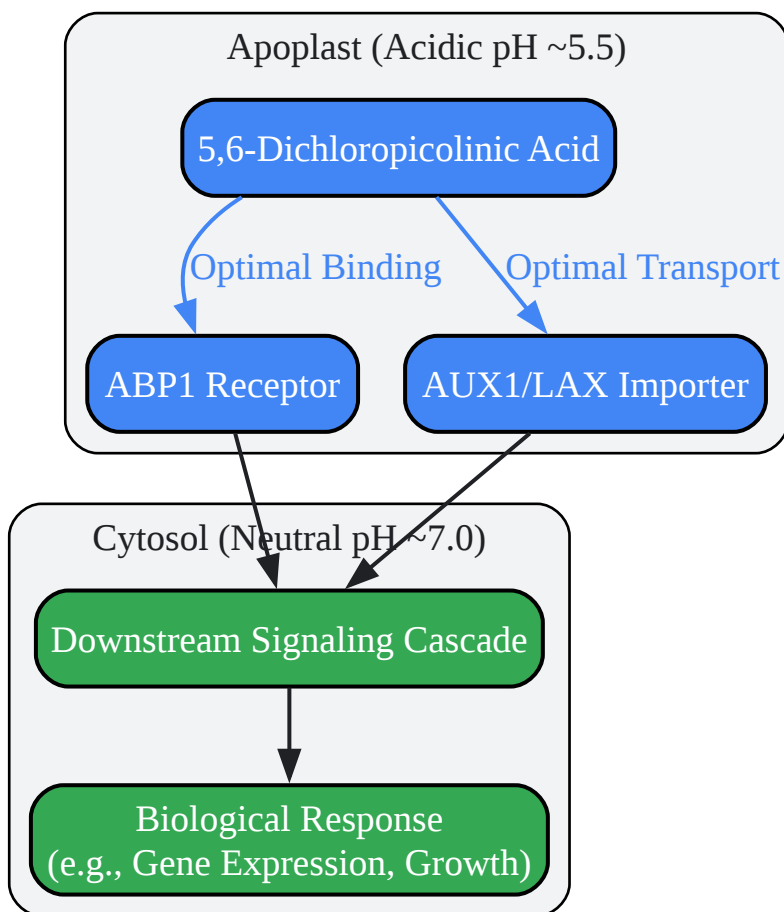 Apoplast (Acidic pH ~5.5)
5,6-Dichloropicolinic Acid
Optimal Binding
Optimal Transport
ABP1 Receptor
AUX1/LAX Importer
Cytosol (Neutral pH ~7.0)
Downstream Signaling Cascade
Biological Response
(e.g., Gene Expression, Growth)